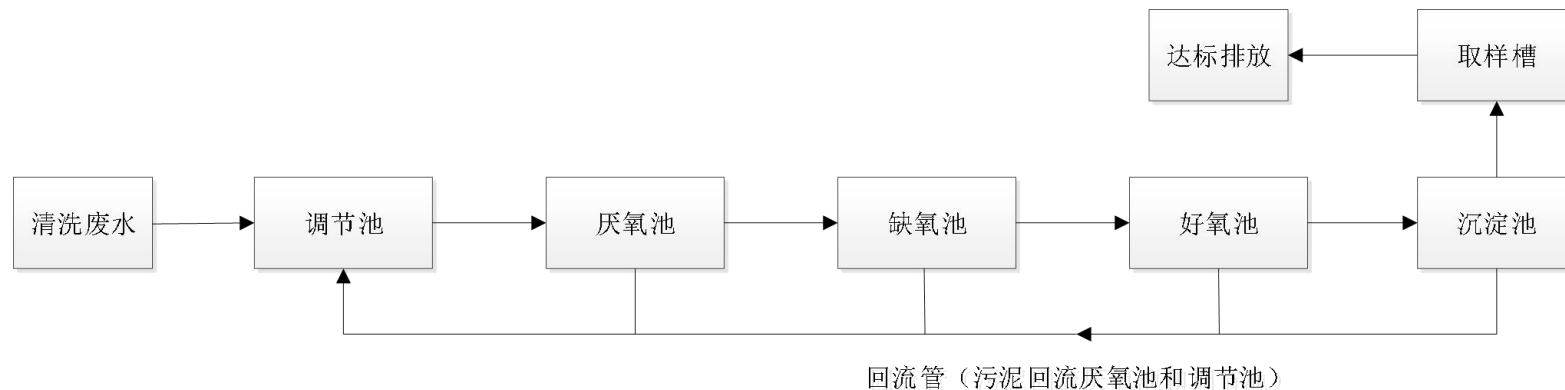 达标排放
取样槽
清洗废水
调节池
厌氧池
缺氧池
好氧池
沉淀池
回流管（污泥回流厌氧池和调节池）